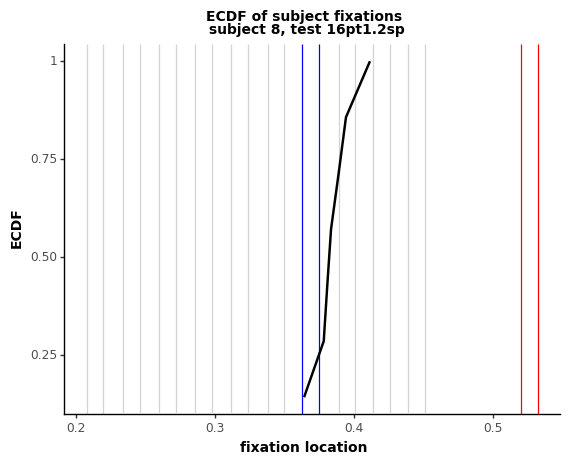 ECDF of subject fixations
subject 8, test 16pt1.2sp
1
0.75
0.50
0.25
ECDF
0.2 0.3 0.4 0.5
fixation location